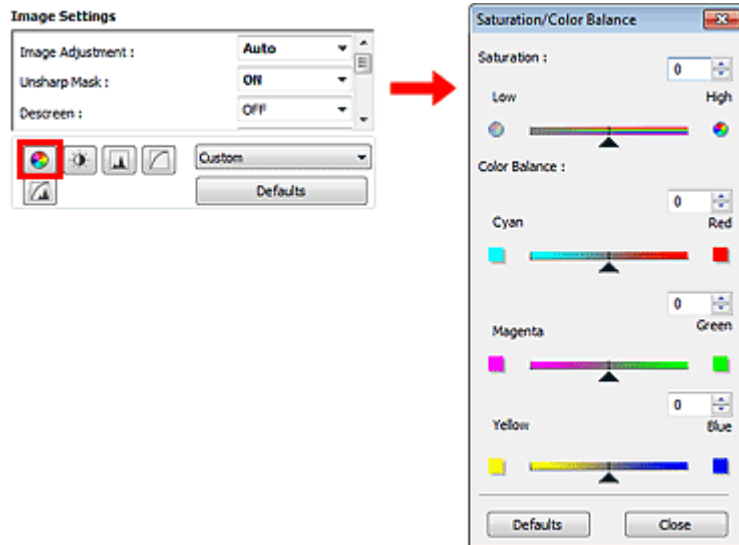 Image Settings
Image Adjustment : Auto
Unsharp Mask : ON
Descreen : OFF
Custom
Defaults
Saturation/Color Balance
Saturation :
0
Low High
Color Balance :
0
Cyan Red
0
Magenta Green
0
Yellow Blue
Defaults Close